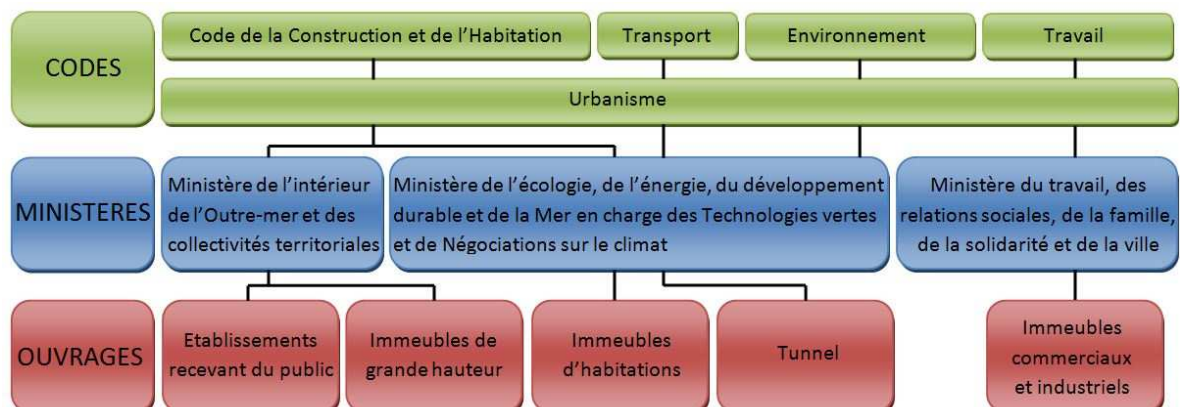 CODES
Code de la Construction et de l'Habitation
Transport
Environnement
Travail
Urbanisme
MINISTERES
Ministère de l'intérieur
de l'Outre-mer et des
collectivités territoriales
Ministère de l'écologie, de l'énergie, du développement
durable et de la Mer en charge des Technologies vertes
et de Négociations sur le climat
Ministère du travail, des
relations sociales, de la famille,
de la solidarité et de la ville
OUVRAGES
Etablissements
recevant du public
Immeubles de
grande hauteur
Immeubles
d'habitations
Tunnel
Immeubles
commerciaux
et industriels